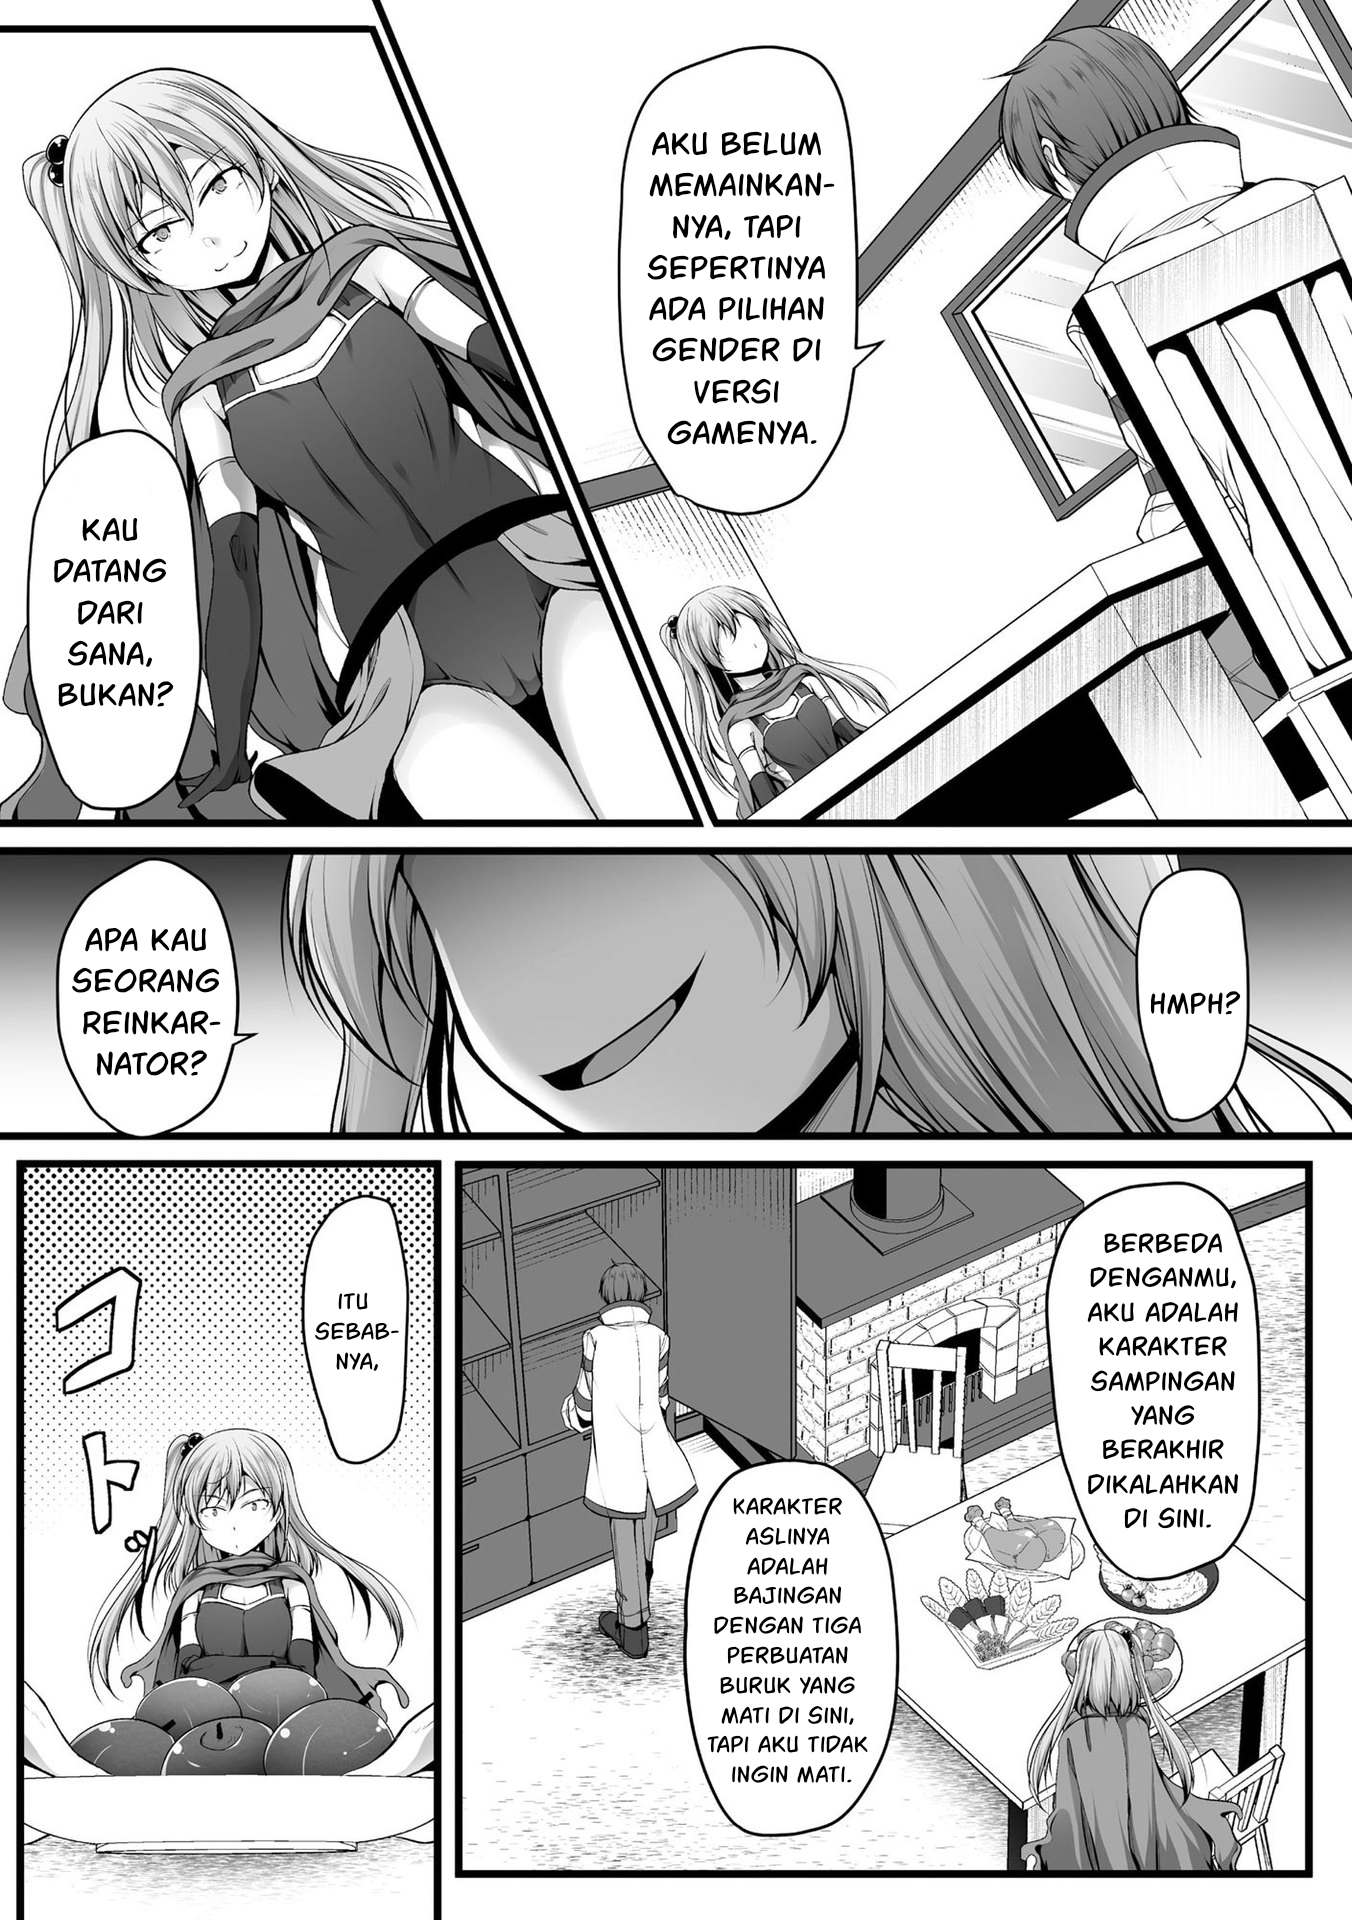 AKU BELUM
MEMAINKAN-
NYA, TAPI
SEPERTINYA
ADA PILIHAN
GENDER DI
VERSI
GAMENYA.
KAU
DATANG
DARI
SANA,
BUKAN?
HMPH?
APA KAU
SEORANG
REINKAR-
NATOR?
BERBEDA
DENGANMU,
AKU ADALAH
KARAKTER
SAMPINGAN
YANG
BERAKHIR
DIKALAHKAN
DI SINI.
KARAKTER
ASLINYA
ADALAH
BAJINGAN
DENGAN TIGA
PERBUATAN
BURUK YANG
MATI DI SINI,
TAPI AKU TIDAK
INGIN MATI.
ITU
SEBAB-
NYA,
コトッ